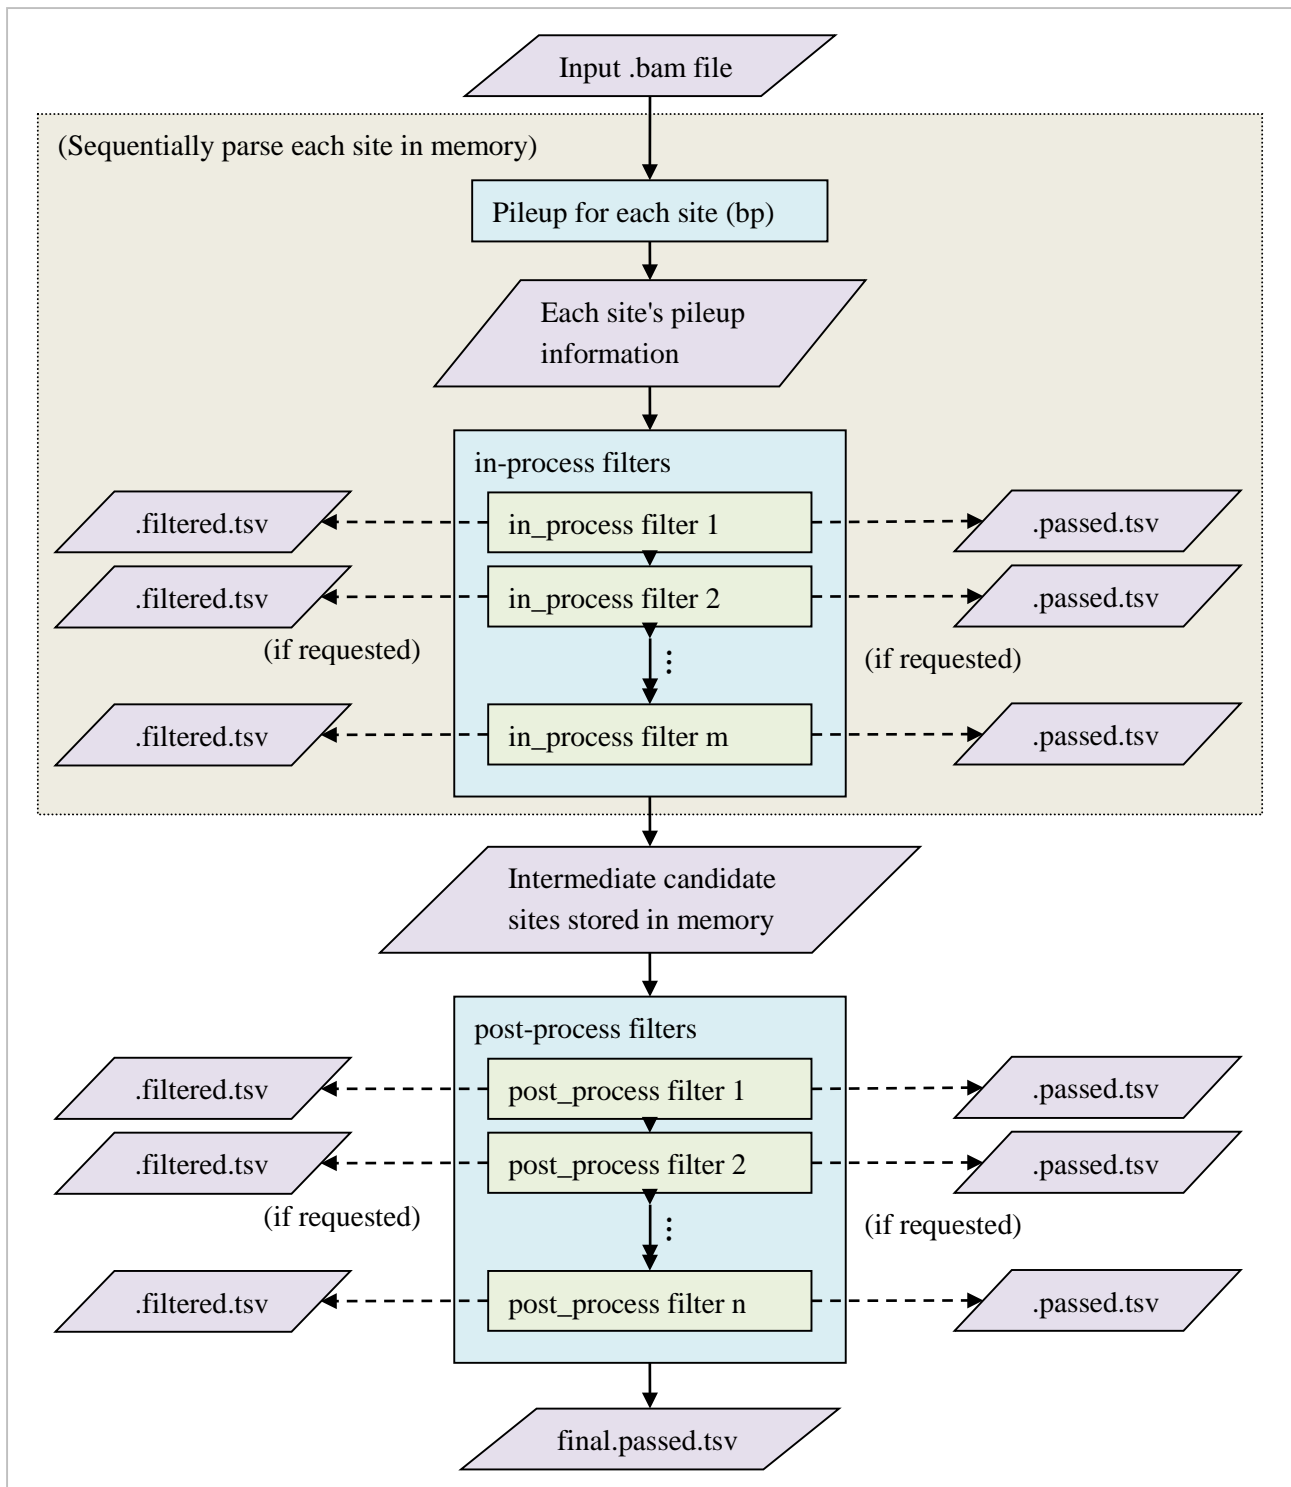 Input .bam file
(Sequentially parse each site in memory)
Pileup for each site (bp)
Each site's pileup
information
in-process filters
.filtered.tsv
in_process filter 1
.passed.tsv
.filtered.tsv
in_process filter 2
.passed.tsv
(if requested)
...
(if requested)
.filtered.tsv
in_process filter m
.passed.tsv
Intermediate candidate
sites stored in memory
post-process filters
.filtered.tsv
post_process filter 1
.passed.tsv
.filtered.tsv
post_process filter 2
.passed.tsv
(if requested)
...
(if requested)
.filtered.tsv
post_process filter n
.passed.tsv
final.passed.tsv